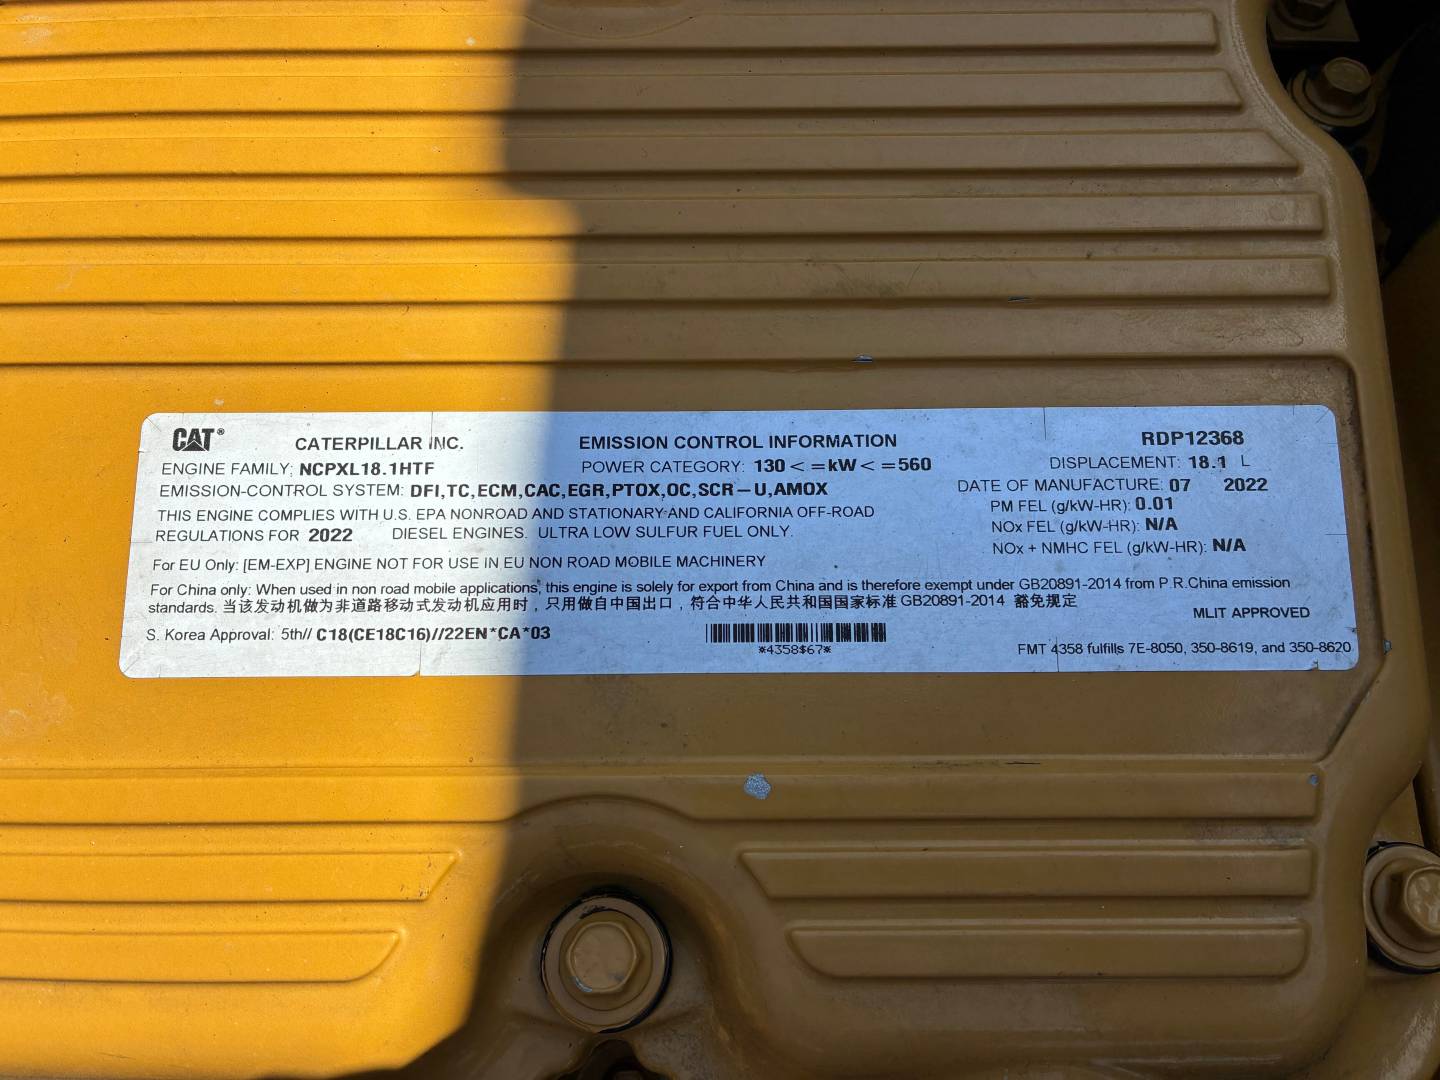 CAT® CATERPILLAR INC. EMISSION CONTROL INFORMATION RDP12368
ENGINE FAMILY: NCPXL18.1HTF POWER CATEGORY: 130 < =kW < =560 DISPLACEMENT: 18.1 L
EMISSION-CONTROL SYSTEM: DFI,TC,ECM,CAC,EGR,PTOX,OC,SCR-U,AMOX DATE OF MANUFACTURE: 07 2022
THIS ENGINE COMPLIES WITH U.S. EPA NONROAD AND STATIONARY AND CALIFORNIA OFF-ROAD PM FEL (g/kW-HR): 0.01
REGULATIONS FOR 2022 DIESEL ENGINES. ULTRA LOW SULFUR FUEL ONLY. NOx FEL (g/kW-HR): N/A
NOx + NMHC FEL (g/kW-HR): N/A
For EU Only: [EM-EXP] ENGINE NOT FOR USE IN EU NON ROAD MOBILE MACHINERY
For China only: When used in non road mobile applications, this engine is solely for export from China and is therefore exempt under GB20891-2014 from P.R.China emission
standards. 当该发动机做为非道路移动式发动机应用时，只用做自中国出口，符合中华人民共和国国家标准 GB20891-2014 豁免规定
MLIT APPROVED
S. Korea Approval: 5th// C18(CE18C16)//22EN*CA*03
*4358$67*
FMT 4358 fulfills 7E-8050, 350-8619, and 350-8620